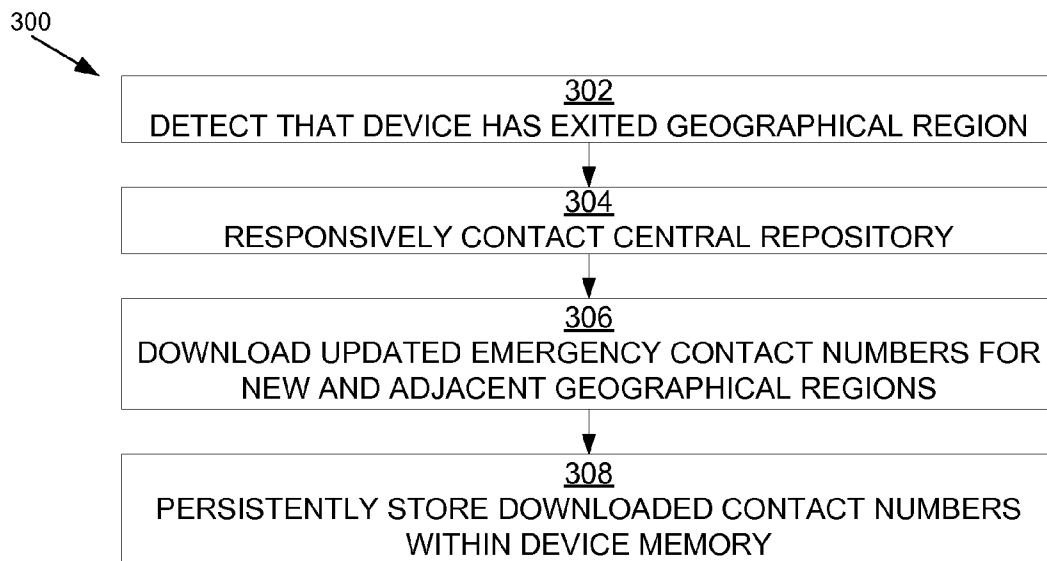 300
302
DETECT THAT DEVICE HAS EXITED GEOGRAPHICAL REGION
304
RESPONSIVELY CONTACT CENTRAL REPOSITORY
306
DOWNLOAD UPDATED EMERGENCY CONTACT NUMBERS FOR
NEW AND ADJACENT GEOGRAPHICAL REGIONS
308
PERSISTENTLY STORE DOWNLOADED CONTACT NUMBERS
WITHIN DEVICE MEMORY